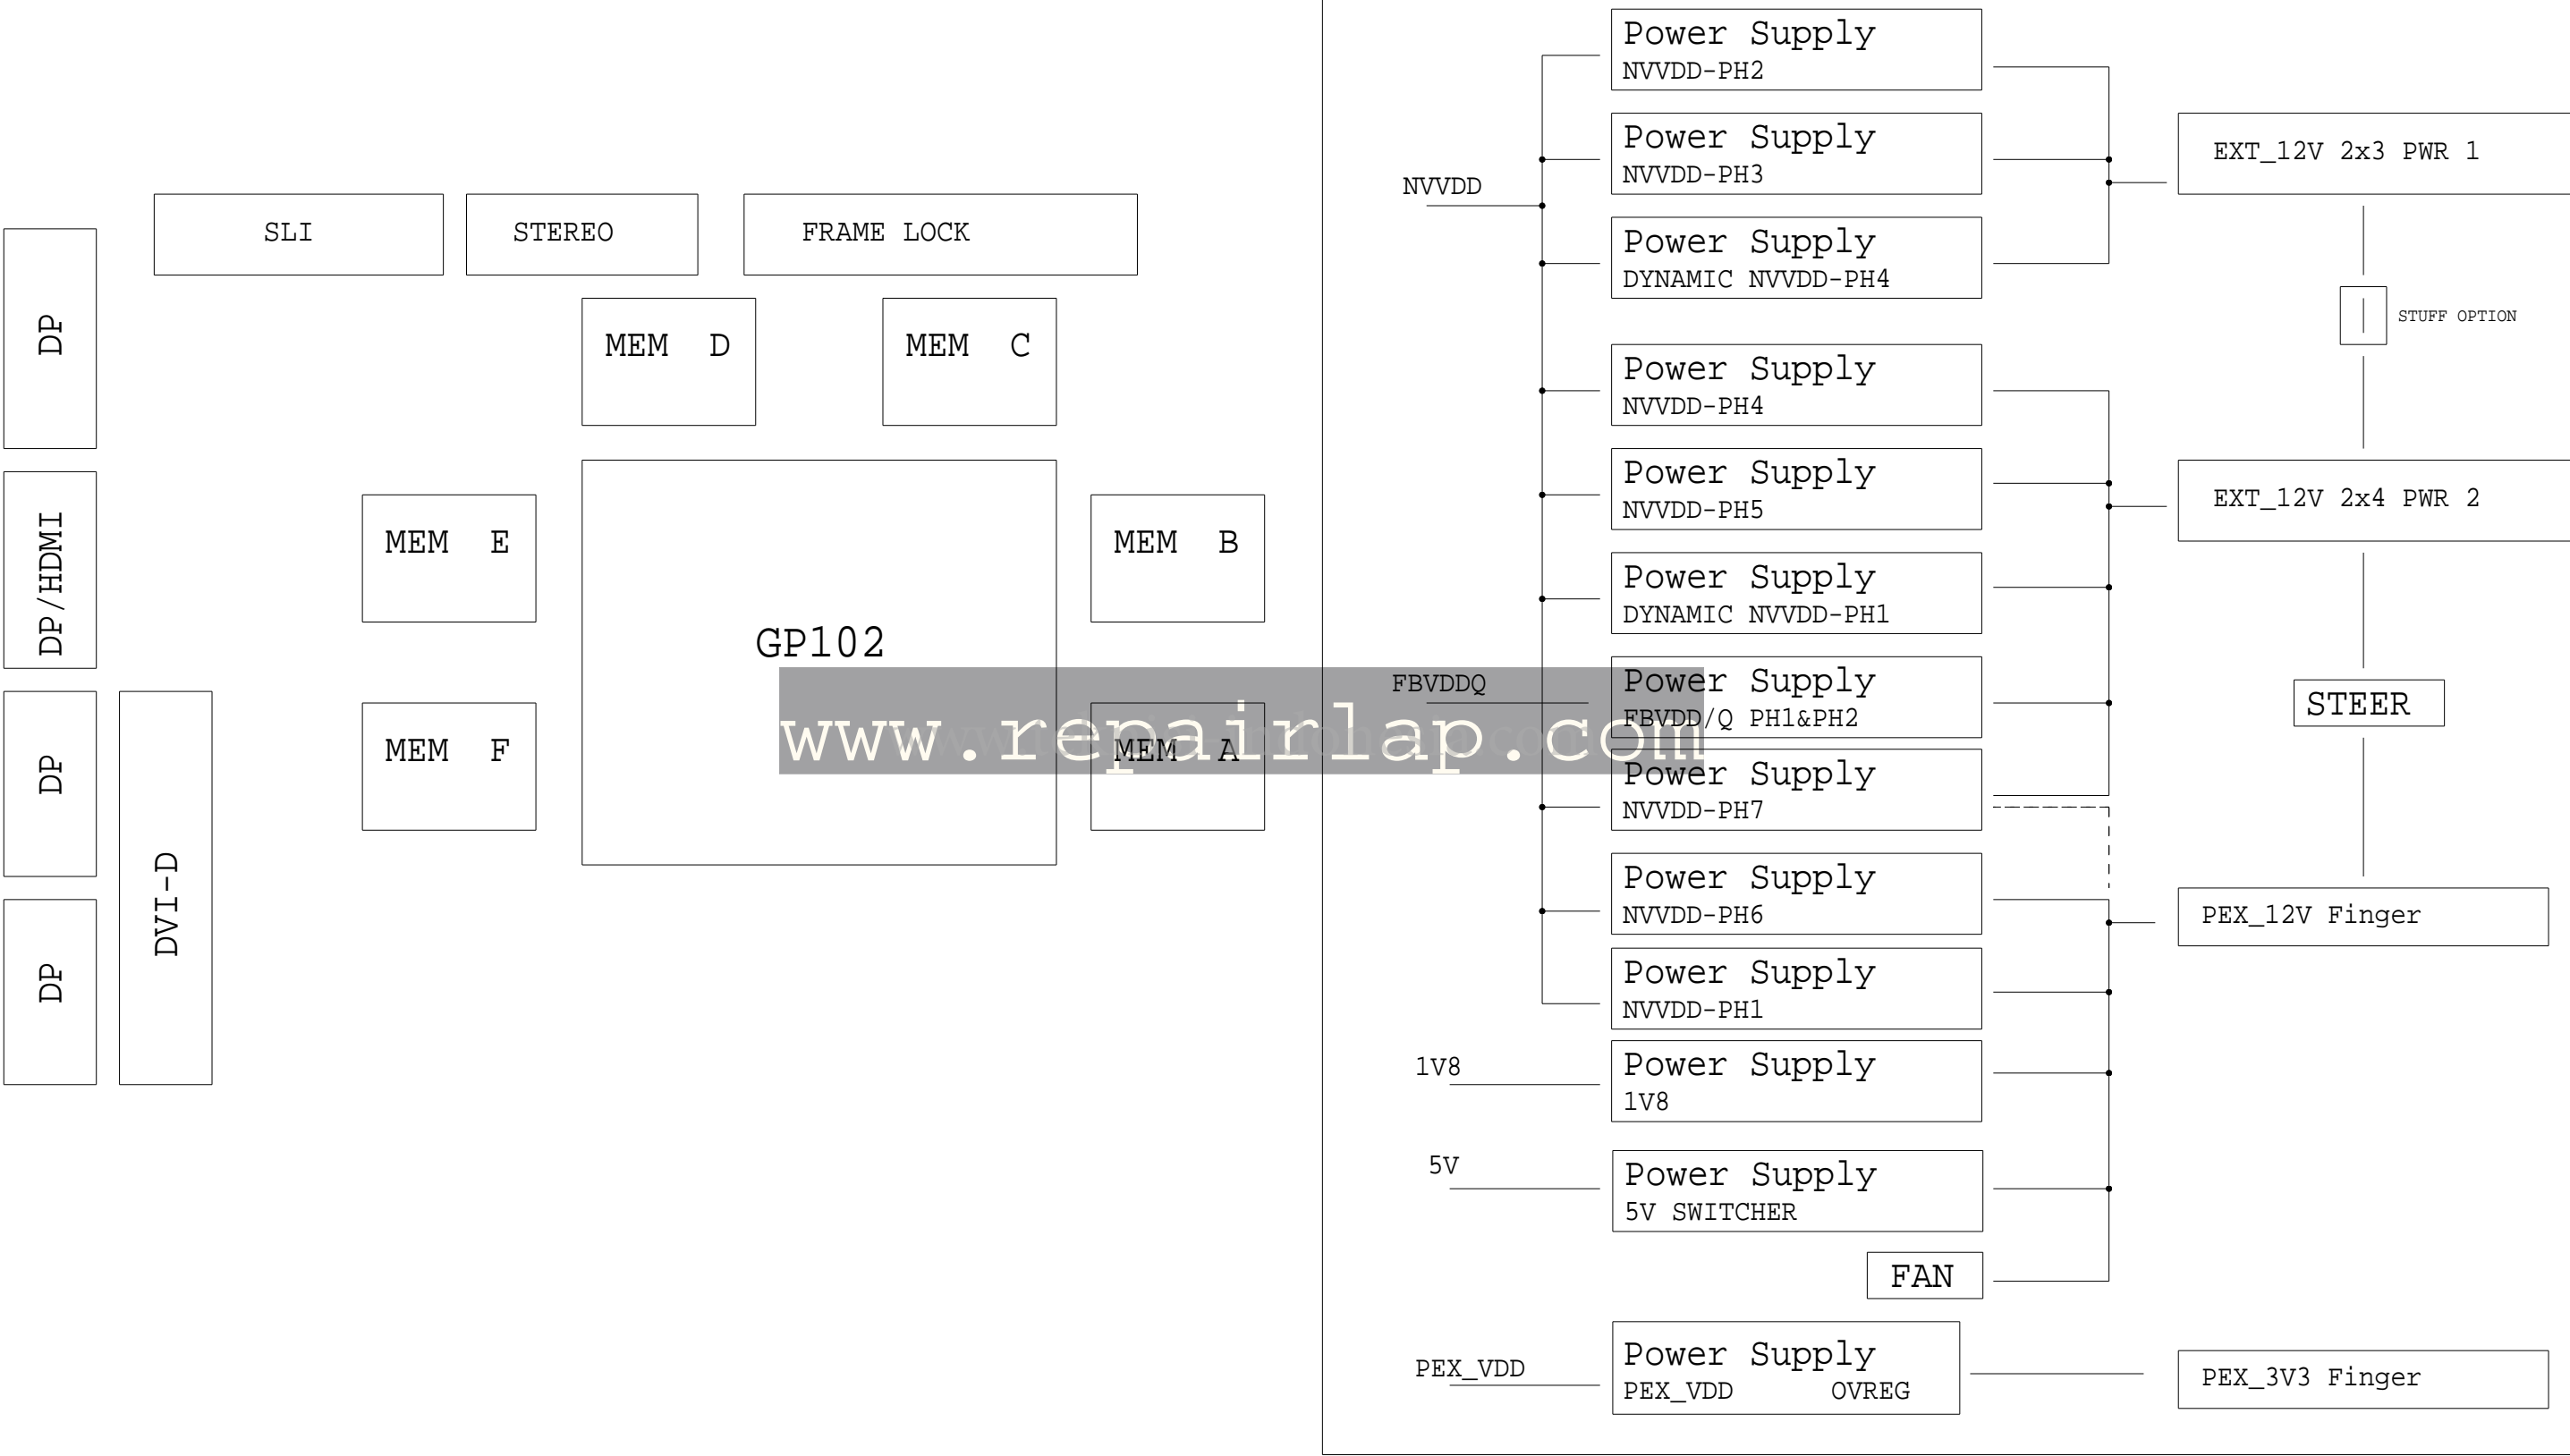 SLI
STEREO
FRAME LOCK
DP
MEM D
MEM C
DP/HDMI
MEM E
MEM B
GP102
DP
MEM F
MEM A
DVI-D
DP
www.repairlap.com
Power Supply
NVVDD-PH2
Power Supply
NVVDD-PH3
NVVDD
Power Supply
DYNAMIC NVVDD-PH4
Power Supply
NVVDD-PH4
Power Supply
NVVDD-PH5
Power Supply
DYNAMIC NVVDD-PH1
FBVDDQ
Power Supply
FBVDD/Q PH1&PH2
Power Supply
NVVDD-PH7
Power Supply
NVVDD-PH6
Power Supply
NVVDD-PH1
1V8
Power Supply
1V8
5V
Power Supply
5V SWITCHER
FAN
PEX_VDD
Power Supply
PEX_VDD OVREG
EXT_12V 2x3 PWR 1
STUFF OPTION
EXT_12V 2x4 PWR 2
STEER
PEX_12V Finger
PEX_3V3 Finger